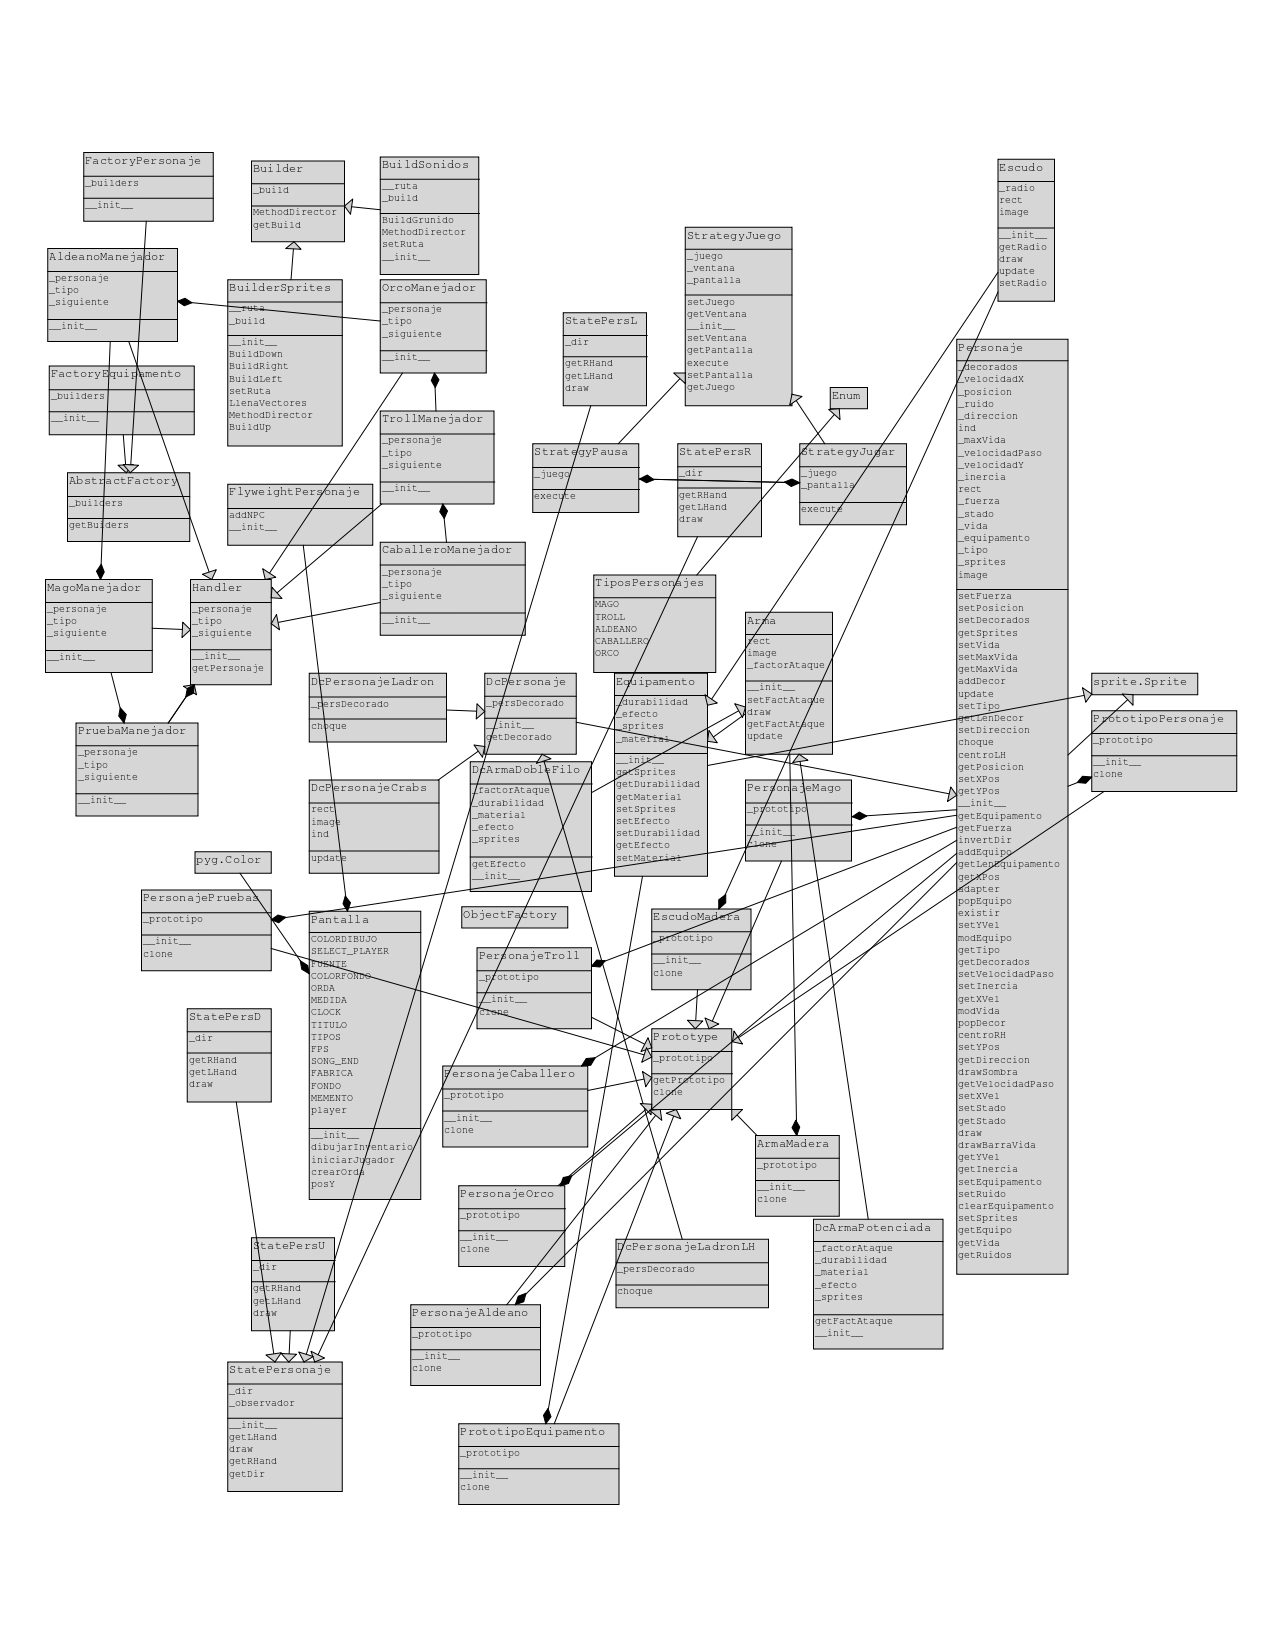 FactoryPersonaje
_builders
__init__
Builder
_build
MethodDirector
getBuild
BuildSonidos
__ruta
_build
BuildGrunido
MethodDirector
setRuta
__init__
Escudo
_radio
rect
image
__init__
getRadio
draw
update
setRadio
AldeanoManejador
_personaje
_tipo
_siguiente
__init__
StrategyJuego
_juego
_ventana
_pantalla
setJuego
getVentana
__init__
setVentana
getPantalla
execute
setPantalla
getJuego
BuilderSprites
__ruta
_build
__init__
BuildDown
BuildRight
BuildLeft
setRuta
LlenaVectores
MethodDirector
BuildUp
OrcoManejador
_personaje
_tipo
_siguiente
__init__
StatePersL
_dir
getRHand
getLHand
draw
Personaje
_decorados
_velocidadX
_posicion
_ruido
_direccion
ind
_maxVida
_velocidadPaso
_velocidadY
_inercia
rect
_fuerza
_stado
_vida
_equipamento
_tipo
_sprites
image
setFuerza
setPosicion
setDecorados
getSprites
setVida
setMaxVida
getMaxVida
addDecor
update
setTipo
getLenDecor
setDireccion
choque
centroLH
getPosicion
setXPos
getYPos
__init__
getEquipamento
getFuerza
invertDir
addEquipo
getLenEquipamento
getXPos
adapter
popEquipo
existir
setYVel
modEquipo
getTipo
getDecorados
setVelocidadPaso
setInercia
getXVel
modVida
popDecor
centroRH
setYPos
getDireccion
drawSombra
getVelocidadPaso
setXVel
setStado
getStado
draw
drawBarraVida
getYVel
getInercia
setEquipamento
setRuido
clearEquipamento
setSprites
getEquipo
getVida
getRuidos
FactoryEquipamento
_builders
__init__
Enum
TrollManejador
_personaje
_tipo
_siguiente
__init__
StrategyPausa
_juego
execute
StatePersR
_dir
getRHand
getLHand
draw
StrategyJugar
_juego
_pantalla
execute
AbstractFactory
_builders
getBuiders
FlyweightPersonaje
addNPC
__init__
CaballeroManejador
_personaje
_tipo
_siguiente
__init__
MagoManejador
_personaje
_tipo
_siguiente
__init__
Handler
_personaje
_tipo
_siguiente
__init__
getPersonaje
TiposPersonajes
MAGO
TROLL
ALDEANO
CABALLERO
ORCO
Arma
rect
image
_factorAtaque
__init__
setFactAtaque
draw
getFactAtaque
update
DcPersonajeLadron
_persDecorado
choque
DcPersonaje
_persDecorado
__init__
getDecorado
Equipamento
_durabilidad
_efecto
_sprites
_material
__init__
getSprites
getDurabilidad
getMaterial
setSprites
setEfecto
setDurabilidad
getEfecto
setMaterial
sprite.Sprite
PrototipoPersonaje
_prototipo
__init__
clone
PruebaManejador
_personaje
_tipo
_siguiente
__init__
DcArmaDobleFilo
_factorAtaque
_durabilidad
_material
_efecto
_sprites
getEfecto
__init__
DcPersonajeCrabs
rect
image
ind
update
PersonajeMago
_prototipo
__init__
clone
pyg.Color
PersonajePruebas
_prototipo
__init__
clone
Pantalla
COLORDIBUJO
SELECT_PLAYER
FUENTE
COLORFONDO
ORDA
MEDIDA
CLOCK
TITULO
TIPOS
FPS
SONG_END
FABRICA
FONDO
MEMENTO
player
__init__
dibujarInventario
iniciarJugador
crearOrda
posY
ObjectFactory
EscudoMadera
_prototipo
__init__
clone
PersonajeTroll
_prototipo
__init__
clone
StatePersD
_dir
getRHand
getLHand
draw
Prototype
_prototipo
getPrototipo
clone
PersonajeCaballero
_prototipo
__init__
clone
ArmaMadera
_prototipo
__init__
clone
PersonajeOrco
_prototipo
__init__
clone
DcArmaPotenciada
_factorAtaque
_durabilidad
_material
_efecto
_sprites
getFactAtaque
__init__
StatePersU
_dir
getRHand
getLHand
draw
DcPersonajeLadronLH
_persDecorado
choque
PersonajeAldeano
_prototipo
__init__
clone
StatePersonaje
_dir
_observador
__init__
getLHand
draw
getRHand
getDir
PrototipoEquipamento
_prototipo
__init__
clone